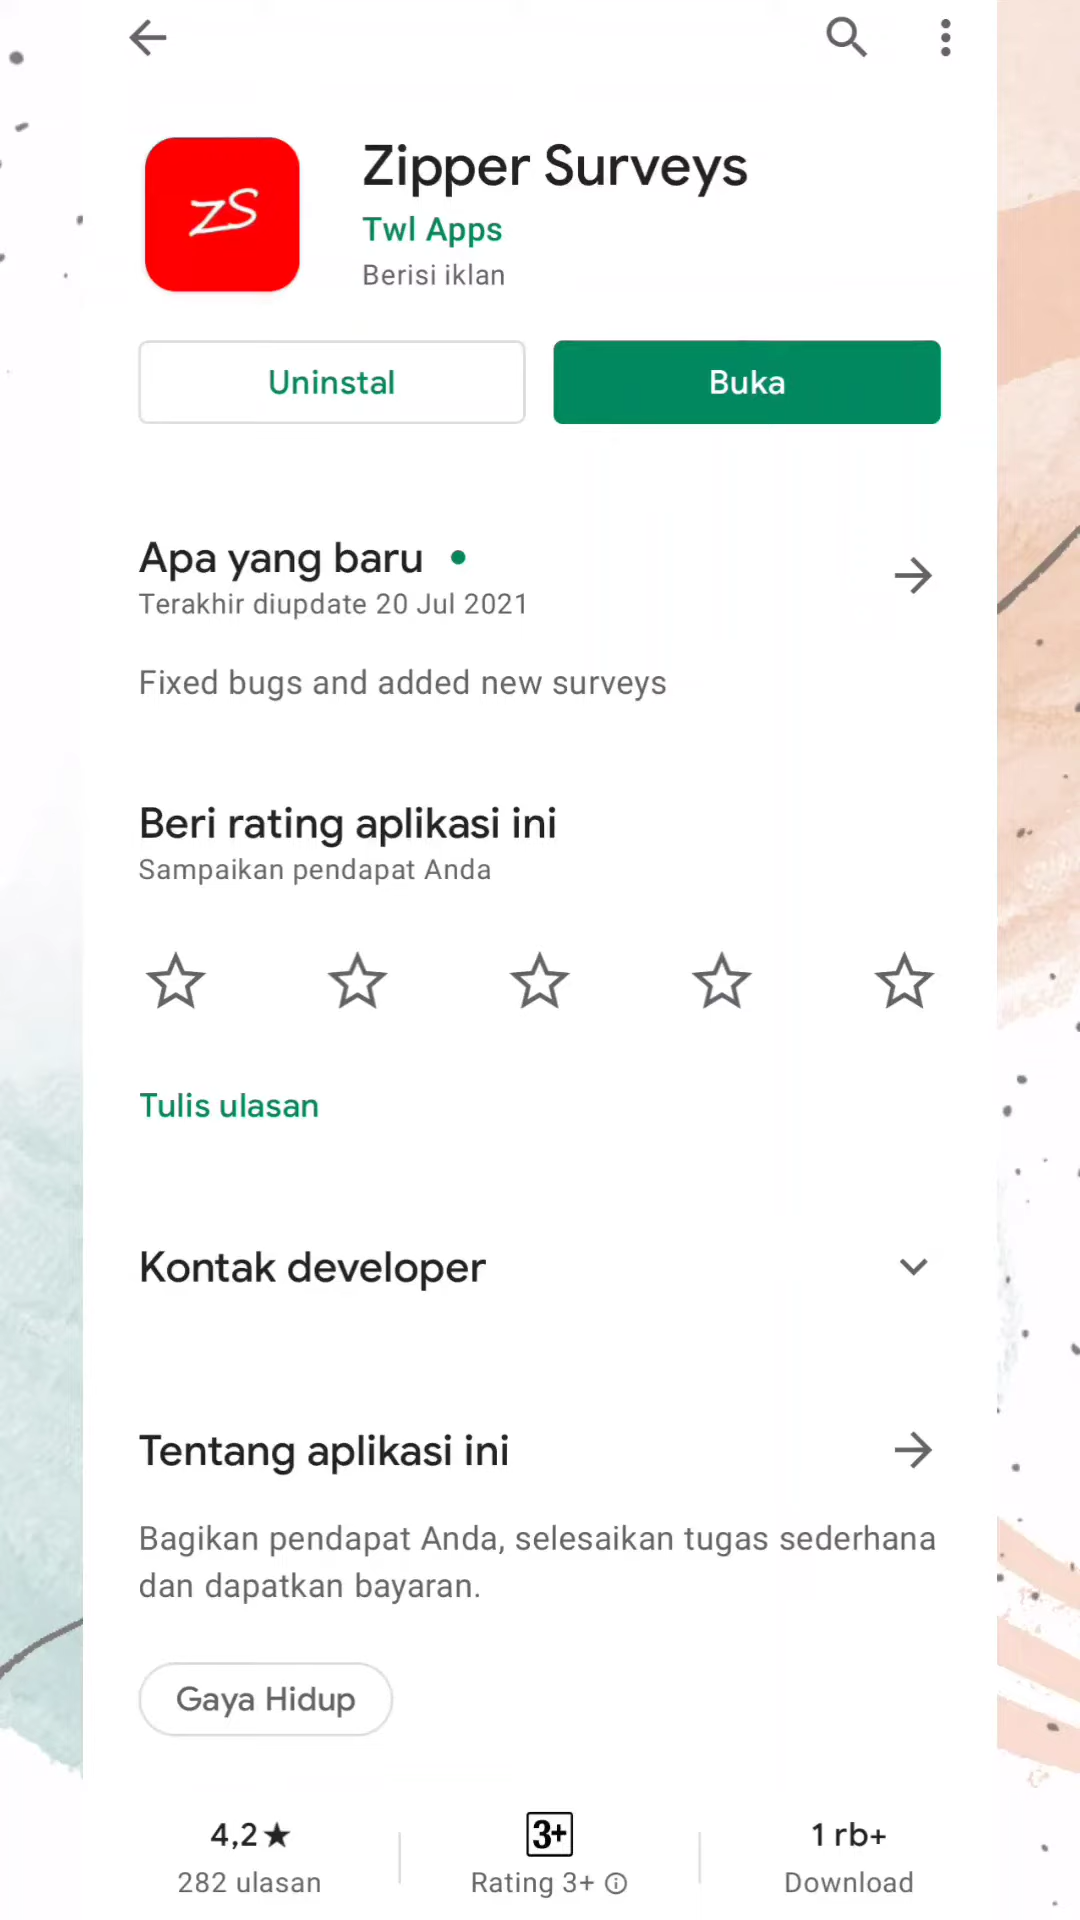 zS
Zipper Surveys
Twl Apps
Berisi iklan
Uninstal
Buka
Apa yang baru
Terakhir diupdate 20 Jul 2021
Fixed bugs and added new surveys
Beri rating aplikasi ini
Sampaikan pendapat Anda
Tulis ulasan
Kontak developer
Tentang aplikasi ini
Bagikan pendapat Anda, selesaikan tugas sederhana
dan dapatkan bayaran.
Gaya Hidup
4,2★
282 ulasan
3+
Rating 3+
1 rb+
Download